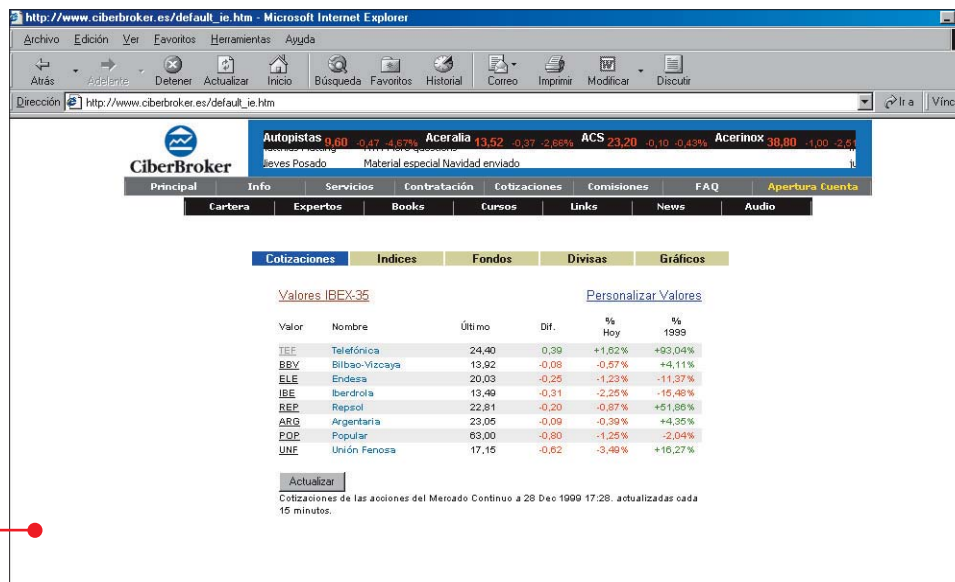 http://www.ciberbroker.es/default_ie.htm - Microsoft Internet Explorer
Archivo Edición Ver Favoritos Herramientas Ayuda
Atrás Adelante Detener Actualizar Inicio Búsqueda Favoritos Historial Correo Imprimir Modificar Discutir
Dirección http://www.ciberbroker.es/default_ie.htm Ir a Vínc
CiberBroker
Autopistas 9,60 -0,47 -4,67% Aceralia 13,52 -0,37 -2,66% ACS 23,20 -0,10 -0,43% Acerinox 38,80 -1,00 -2,51
Nieves Posado Material especial Navidad enviado
Principal Info Servicios Contratación Cotizaciones Comisiones FAQ Apertura Cuenta
Cartera Expertos Books Cursos Links News Audio
Cotizaciones Indices Fondos Divisas Gráficos
Valores IBEX-35 Personalizar Valores
Valor Nombre Último Dif. % Hoy % 1999
TEF Telefónica 24,40 0,39 +1,62% +93,04%
BBV Bilbao-Vizcaya 13,92 -0,08 -0,57% +4,11%
ELE Endesa 20,03 -0,25 -1,23% -11,37%
IBE Iberdrola 13,49 -0,31 -2,25% -15,48%
REP Repsol 22,81 -0,20 -0,87% +51,86%
ARG Argentaria 23,05 -0,09 -0,39% +4,35%
POP Popular 63,00 -0,80 -1,25% -2,04%
UNF Unión Fenosa 17,15 -0,62 -3,49% +16,27%
Actualizar
Cotizaciones de las acciones del Mercado Continuo a 28 Dec 1999 17:28. actualizadas cada
15 minutos.